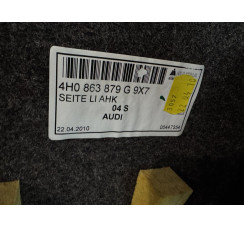 4H0 863 879 G 9X7
SEITE LI AHK
04 S
AUDI
22.04.2010